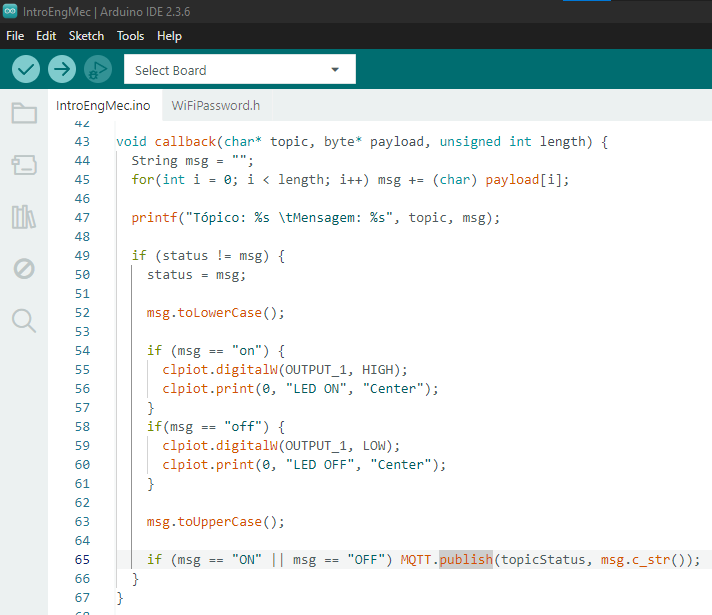 IntroEngMec | Arduino IDE 2.3.6
File Edit Sketch Tools Help
Select Board
IntroEngMec.ino WiFiPassword.h
42
43 void callback(char* topic, byte* payload, unsigned int length) {
44 String msg = "";
45 for(int i = 0; i < length; i++) msg += (char) payload[i];
46
47 printf("Tópico: %s \tMensagem: %s", topic, msg);
48
49 if (status != msg) {
50 status = msg;
51
52 msg.toLowerCase();
53
54 if (msg == "on") {
55 clpiot.digitalW(OUTPUT_1, HIGH);
56 clpiot.print(0, "LED ON", "Center");
57 }
58 if(msg == "off") {
59 clpiot.digitalW(OUTPUT_1, LOW);
60 clpiot.print(0, "LED OFF", "Center");
61 }
62
63 msg.toUpperCase();
64
65 if (msg == "ON" || msg == "OFF") MQTT.publish(topicStatus, msg.c_str());
66 }
67 }
68